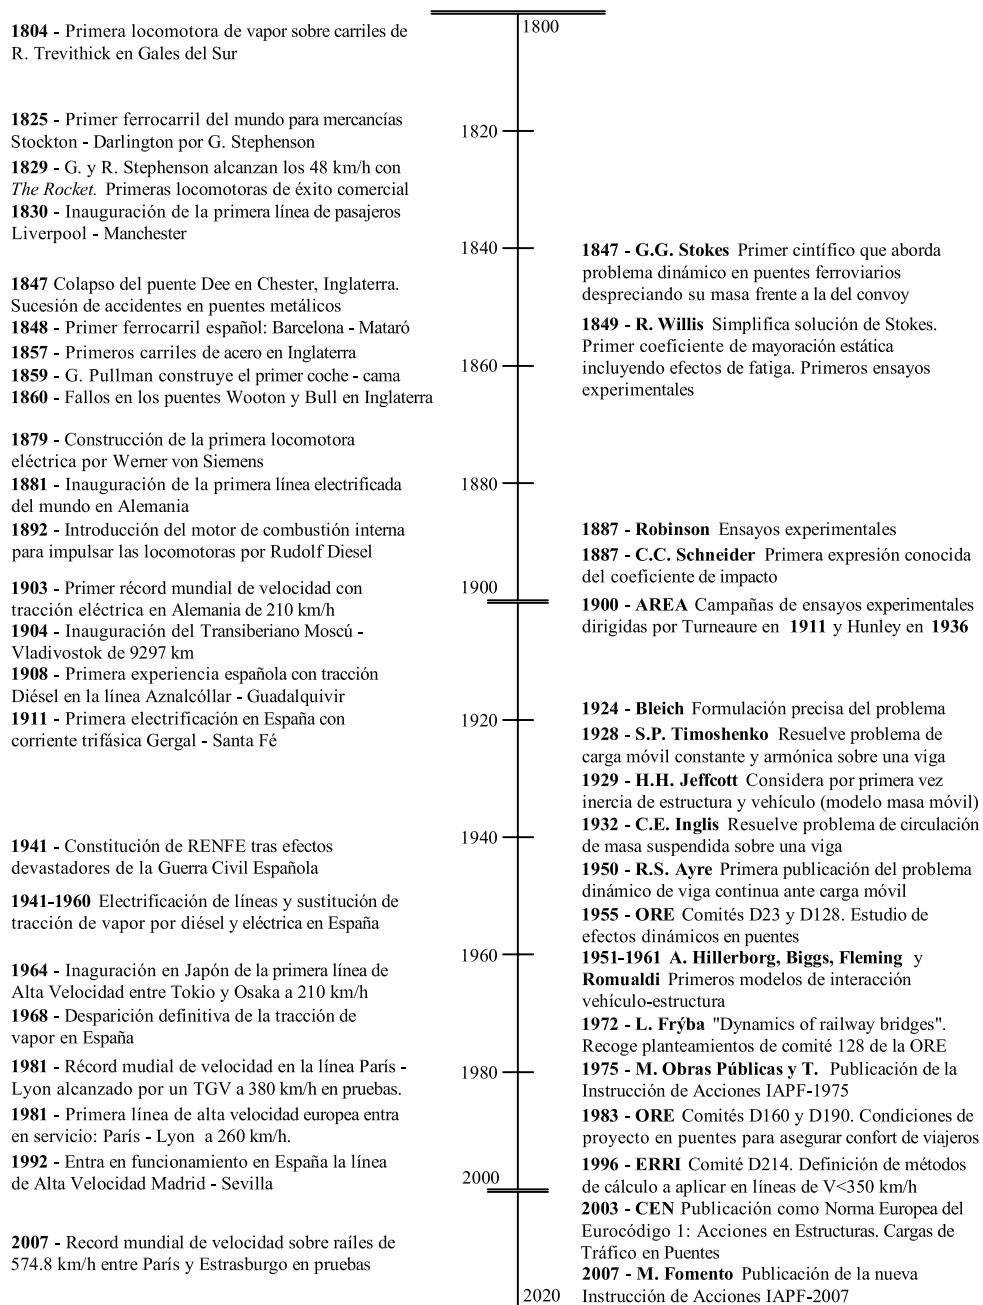 1804 - Primera locomotora de vapor sobre carriles de
R. Trevithick en Gales del Sur
1825 - Primer ferrocarril del mundo para mercancías
Stockton - Darlington por G. Stephenson
1829 - G. y R. Stephenson alcanzan los 48 km/h con
The Rocket. Primeras locomotoras de éxito comercial
1830 - Inauguración de la primera línea de pasajeros
Liverpool - Manchester
1847 Colapso del puente Dee en Chester, Inglaterra.
Sucesión de accidentes en puentes metálicos
1848 - Primer ferrocarril español: Barcelona - Mataró
1857 - Primeros carriles de acero en Inglaterra
1859 - G. Pullman construye el primer coche - cama
1860 - Fallos en los puentes Wooton y Bull en Inglaterra
1879 - Construcción de la primera locomotora
eléctrica por Werner von Siemens
1881 - Inauguración de la primera línea electrificada
del mundo en Alemania
1892 - Introducción del motor de combustión interna
para impulsar las locomotoras por Rudolf Diesel
1903 - Primer récord mundial de velocidad con
tracción eléctrica en Alemania de 210 km/h
1904 - Inauguración del Transiberiano Moscú -
Vladivostok de 9297 km
1908 - Primera experiencia española con tracción
Diésel en la línea Aznalcóllar - Guadalquivir
1911 - Primera electrificación en España con
corriente trifásica Gergal - Santa Fé
1941 - Constitución de RENFE tras efectos
devastadores de la Guerra Civil Española
1941-1960 Electrificación de líneas y sustitución de
tracción de vapor por diésel y eléctrica en España
1964 - Inaguración en Japón de la primera línea de
Alta Velocidad entre Tokio y Osaka a 210 km/h
1968 - Desparición definitiva de la tracción de
vapor en España
1981 - Récord mudial de velocidad en la línea París -
Lyon alcanzado por un TGV a 380 km/h en pruebas.
1981 - Primera línea de alta velocidad europea entra
en servicio: París - Lyon a 260 km/h.
1992 - Entra en funcionamiento en España la línea
de Alta Velocidad Madrid - Sevilla
2007 - Record mundial de velocidad sobre raíles de
574.8 km/h entre París y Estrasburgo en pruebas
1800
1820
1840
1860
1880
1900
1920
1940
1960
1980
2000
2020
1847 - G.G. Stokes Primer cintífico que aborda
problema dinámico en puentes ferroviarios
despreciando su masa frente a la del convoy
1849 - R. Willis Simplifica solución de Stokes.
Primer coeficiente de mayoración estática
incluyendo efectos de fatiga. Primeros ensayos
experimentales
1887 - Robinson Ensayos experimentales
1887 - C.C. Schneider Primera expresión conocida
del coeficiente de impacto
1900 - AREA Campañas de ensayos experimentales
dirigidas por Turneaure en 1911 y Hunley en 1936
1924 - Bleich Formulación precisa del problema
1928 - S.P. Timoshenko Resuelve problema de
carga móvil constante y armónica sobre una viga
1929 - H.H. Jeffcott Considera por primera vez
inercia de estructura y vehículo (modelo masa móvil)
1932 - C.E. Inglis Resuelve problema de circulación
de masa suspendida sobre una viga
1950 - R.S. Ayre Primera publicación del problema
dinámico de viga continua ante carga móvil
1955 - ORE Comités D23 y D128. Estudio de
efectos dinámicos en puentes
1951-1961 A. Hillerborg, Biggs, Fleming y
Romualdi Primeros modelos de interacción
vehículo-estructura
1972 - L. Frýba "Dynamics of railway bridges".
Recoge planteamientos de comité 128 de la ORE
1975 - M. Obras Públicas y T. Publicación de la
Instrucción de Acciones IAPF-1975
1983 - ORE Comités D160 y D190. Condiciones de
proyecto en puentes para asegurar confort de viajeros
1996 - ERRI Comité D214. Definición de métodos
de cálculo a aplicar en líneas de V<350 km/h
2003 - CEN Publicación como Norma Europea del
Eurocódigo 1: Acciones en Estructuras. Cargas de
Tráfico en Puentes
2007 - M. Fomento Publicación de la nueva
Instrucción de Acciones IAPF-2007